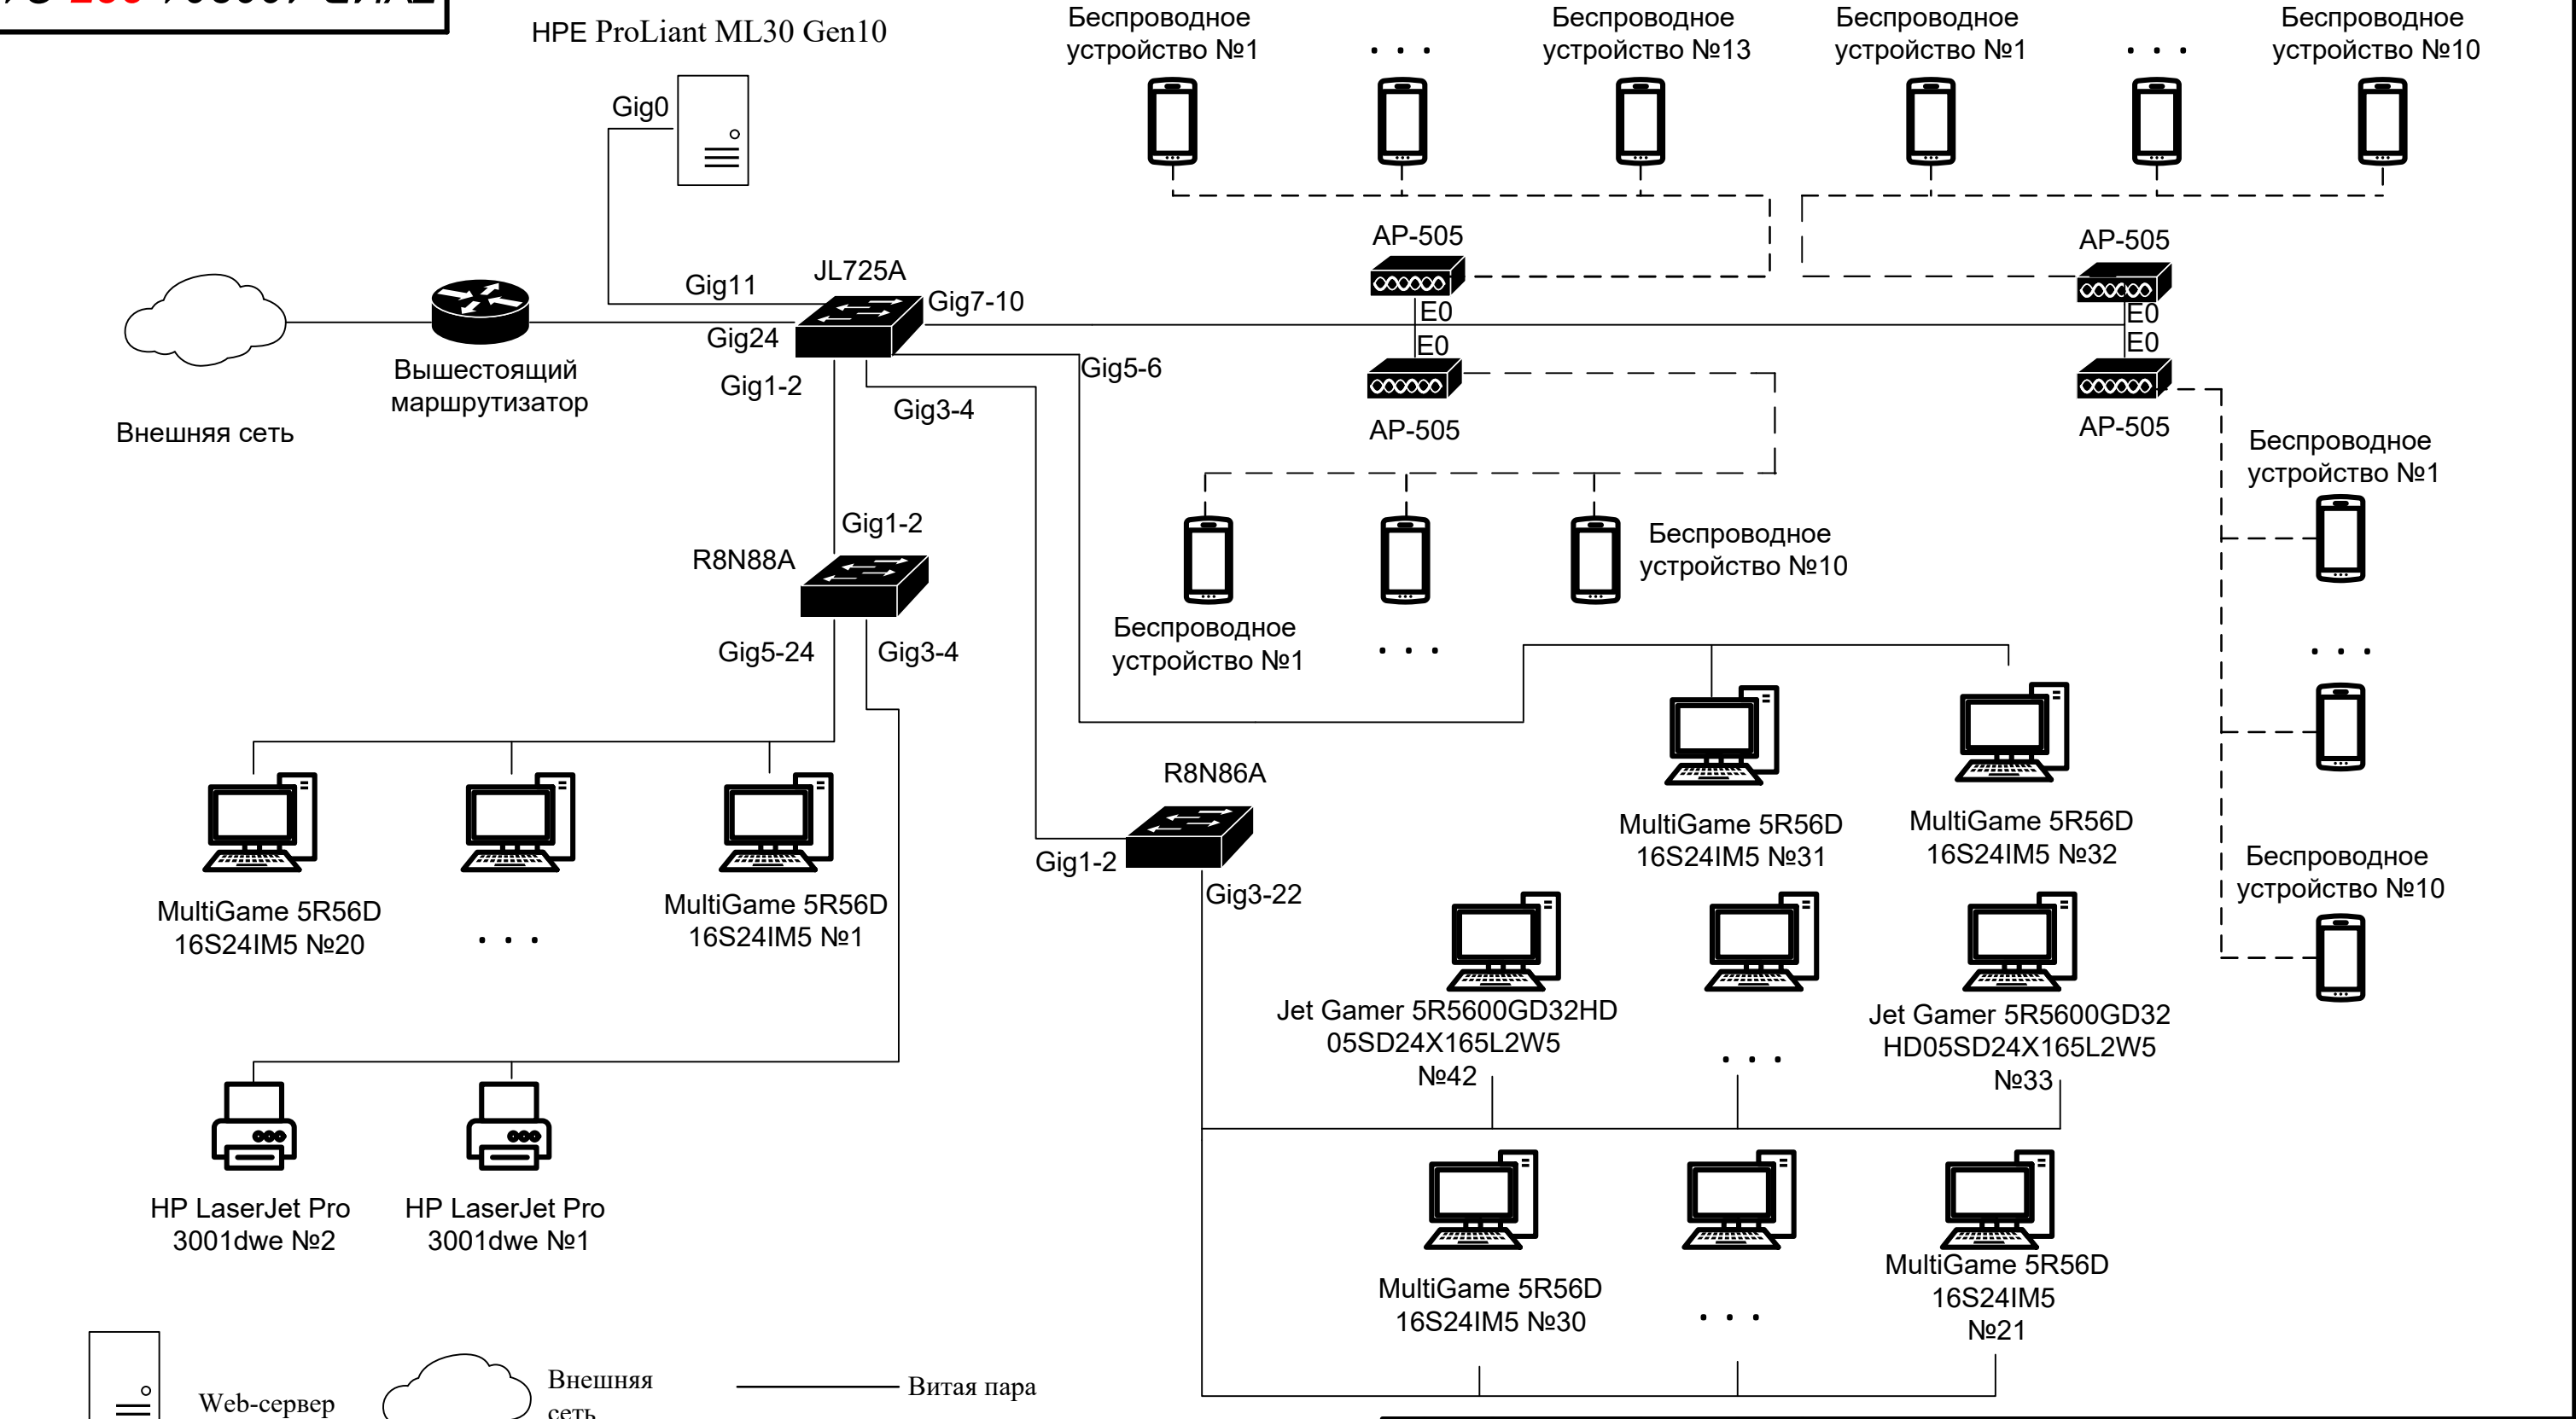 HPE ProLiant ML30 Gen10
Беспроводное
устройство №1
. . .
Беспроводное
устройство №13
Беспроводное
устройство №1
. . .
Беспроводное
устройство №10
Gig0
AP-505
AP-505
JL725A
Gig11
Gig7-10
E0
E0
Gig24
E0
E0
Вышестоящий
маршрутизатор
Gig1-2
Gig5-6
Gig3-4
AP-505
AP-505
Внешняя сеть
Беспроводное
устройство №1
Gig1-2
R8N88A
Беспроводное
устройство №10
Gig5-24
Gig3-4
Беспроводное
устройство №1
. . .
. . .
R8N86A
MultiGame 5R56D
16S24IM5 №31
MultiGame 5R56D
16S24IM5 №32
Gig1-2
Gig3-22
Беспроводное
устройство №10
MultiGame 5R56D
16S24IM5 №20
. . .
MultiGame 5R56D
16S24IM5 №1
Jet Gamer 5R5600GD32HD
05SD24X165L2W5
№42
. . .
Jet Gamer 5R5600GD32
HD05SD24X165L2W5
№33
HP LaserJet Pro
3001dwe №2
HP LaserJet Pro
3001dwe №1
MultiGame 5R56D
16S24IM5 №30
. . .
MultiGame 5R56D
16S24IM5
№21
Web-сервер
Внешняя
сеть
Витая пара